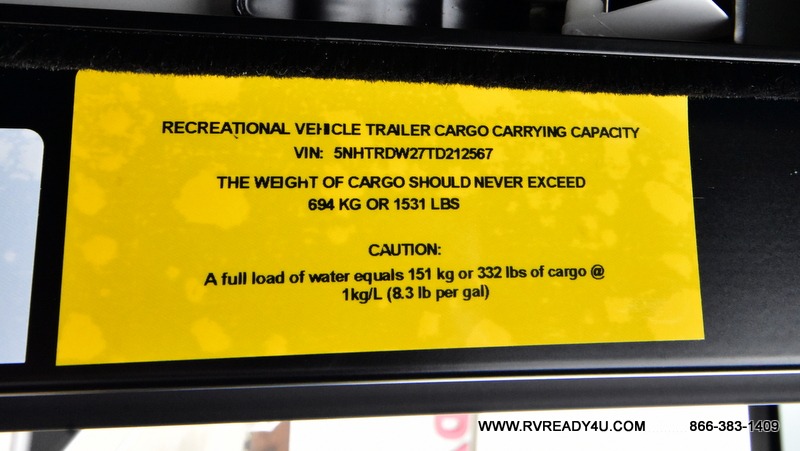 RECREATIONAL VEHICLE TRAILER CARGO CARRYING CAPACITY
VIN: 5NHTRDW27TD212567
THE WEIGHT OF CARGO SHOULD NEVER EXCEED
694 KG OR 1531 LBS
CAUTION:
A full load of water equals 151 kg or 332 lbs of cargo @
1kg/L (8.3 lb per gal)
WWW.RVREADY4U.COM 866-383-1409